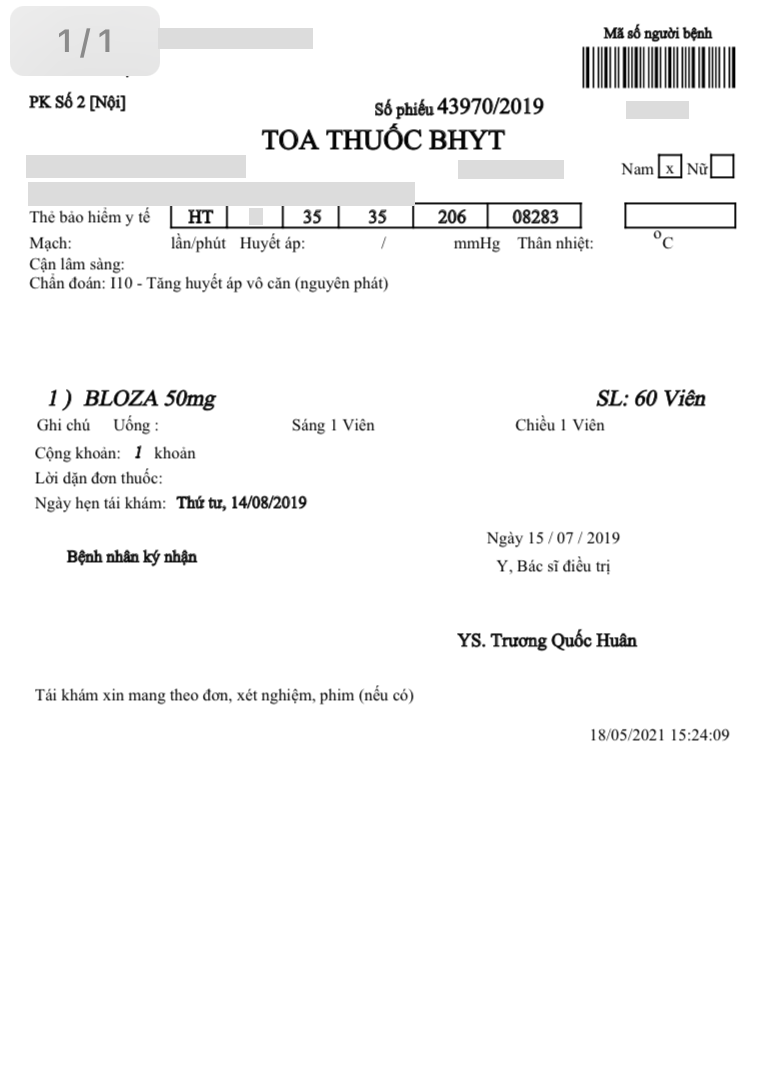 1/1
Mã số người bệnh
PK Số 2 [Nội]
Số phiếu 43970/2019
TOA THUỐC BHYT
Nam x Nữ
Thẻ bảo hiểm y tế HT 35 35 206 08283
Mạch: lần/phút Huyết áp: / mmHg Thân nhiệt: °C
Cận lâm sàng:
Chẩn đoán: I10 - Tăng huyết áp vô căn (nguyên phát)
1 ) BLOZA 50mg SL: 60 Viên
Ghi chú Uống : Sáng 1 Viên Chiều 1 Viên
Cộng khoản: 1 khoản
Lời dặn đơn thuốc:
Ngày hẹn tái khám: Thứ tư, 14/08/2019
Ngày 15 / 07 / 2019
Bệnh nhân ký nhận
Y, Bác sĩ điều trị
YS. Trương Quốc Huân
Tái khám xin mang theo đơn, xét nghiệm, phim (nếu có)
18/05/2021 15:24:09